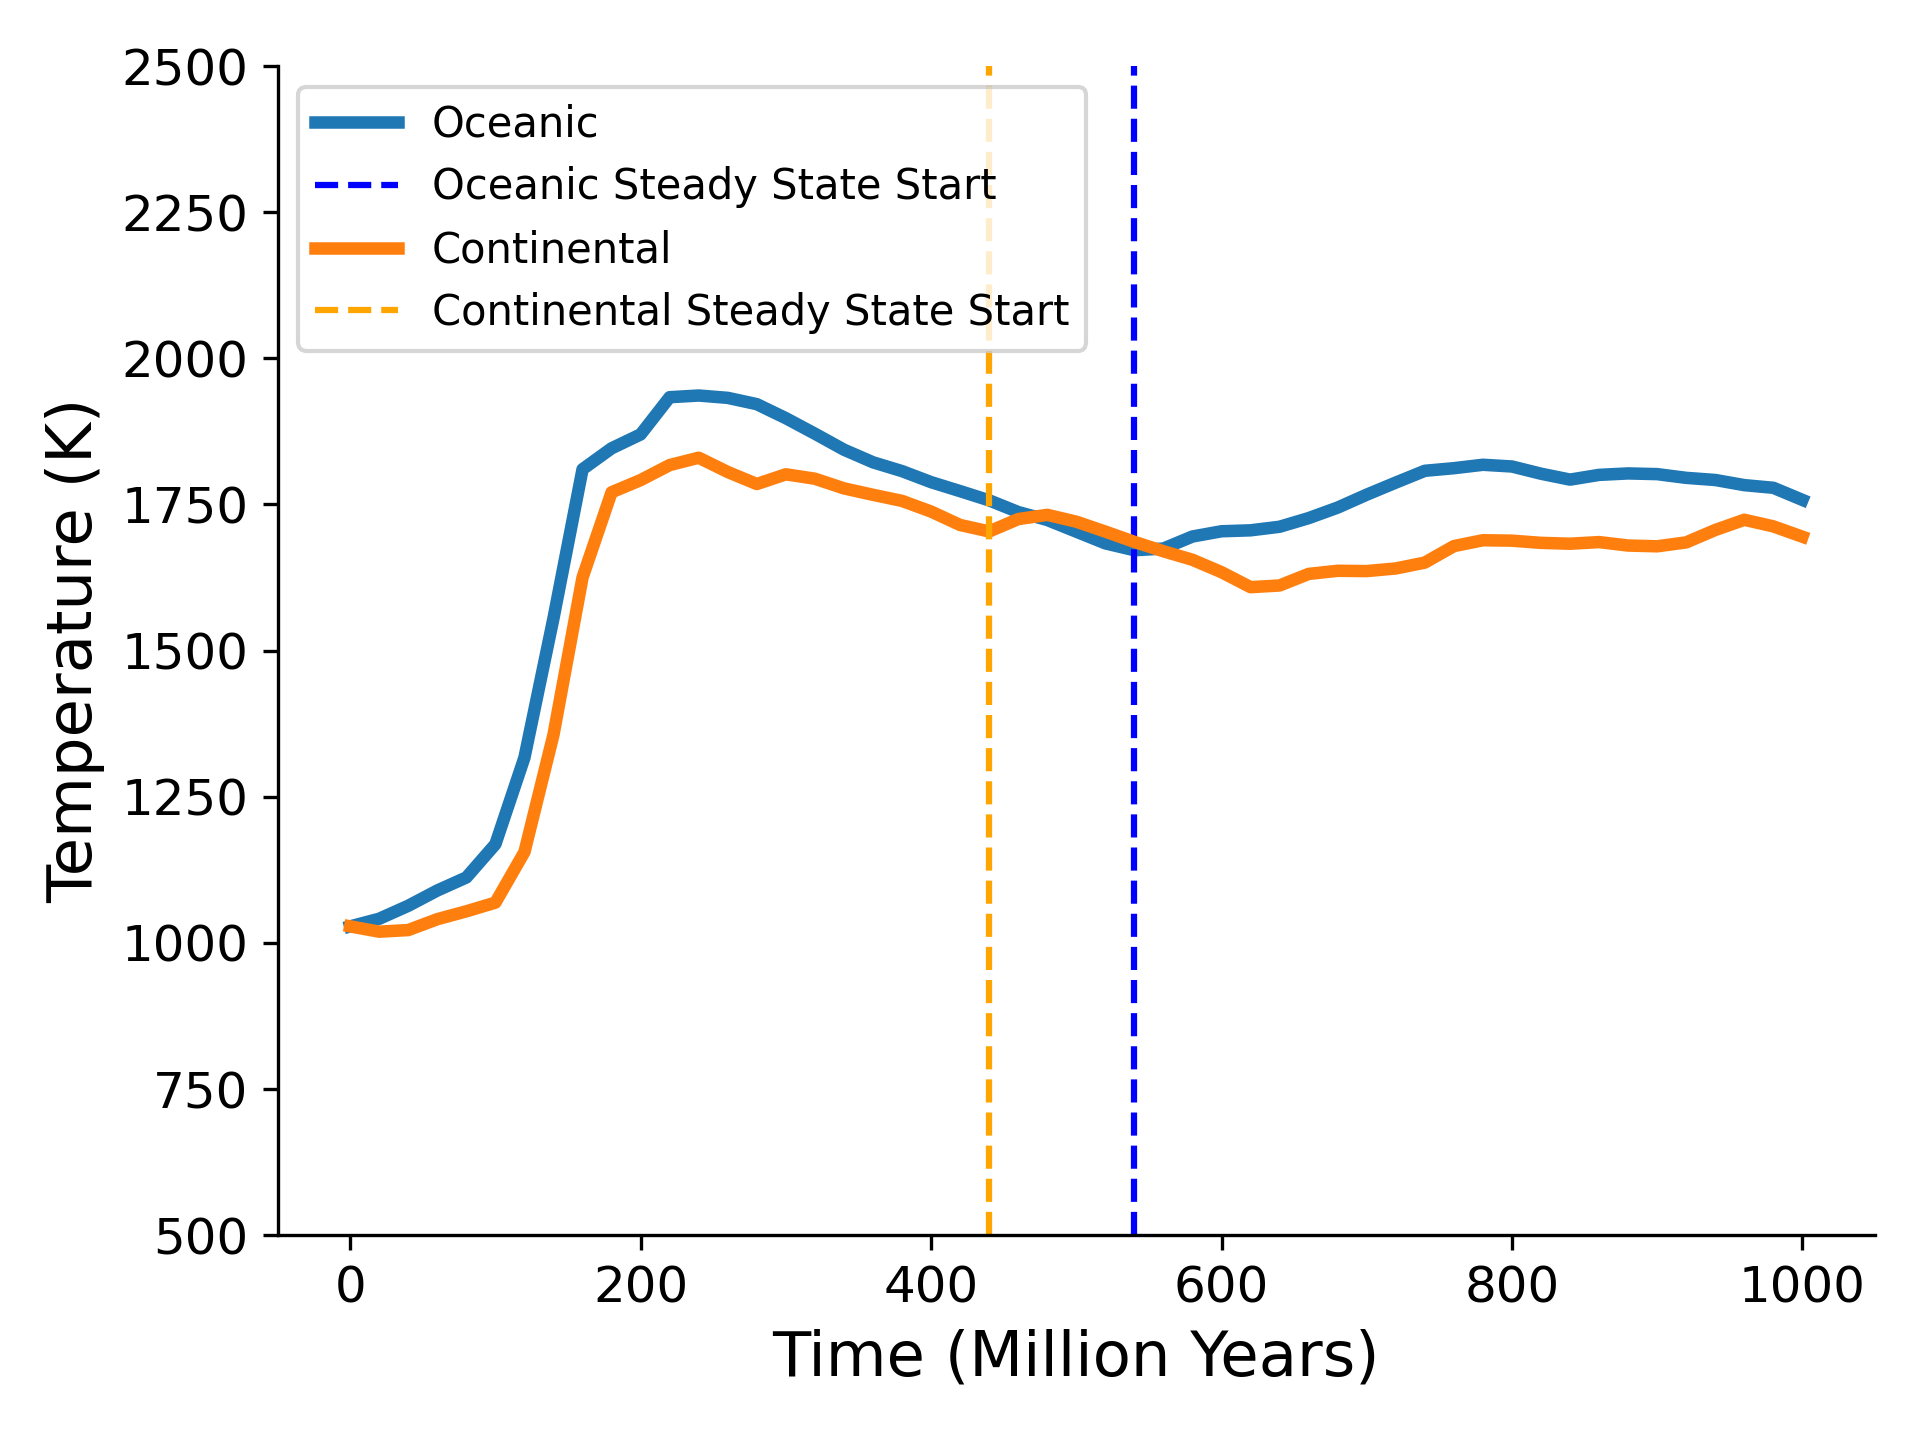 2500
2250
2000
1750
1500
1250
1000
750
500
Temperature (K)
Oceanic
Oceanic Steady State Start
Continental
Continental Steady State Start
0 200 400 600 800 1000
Time (Million Years)